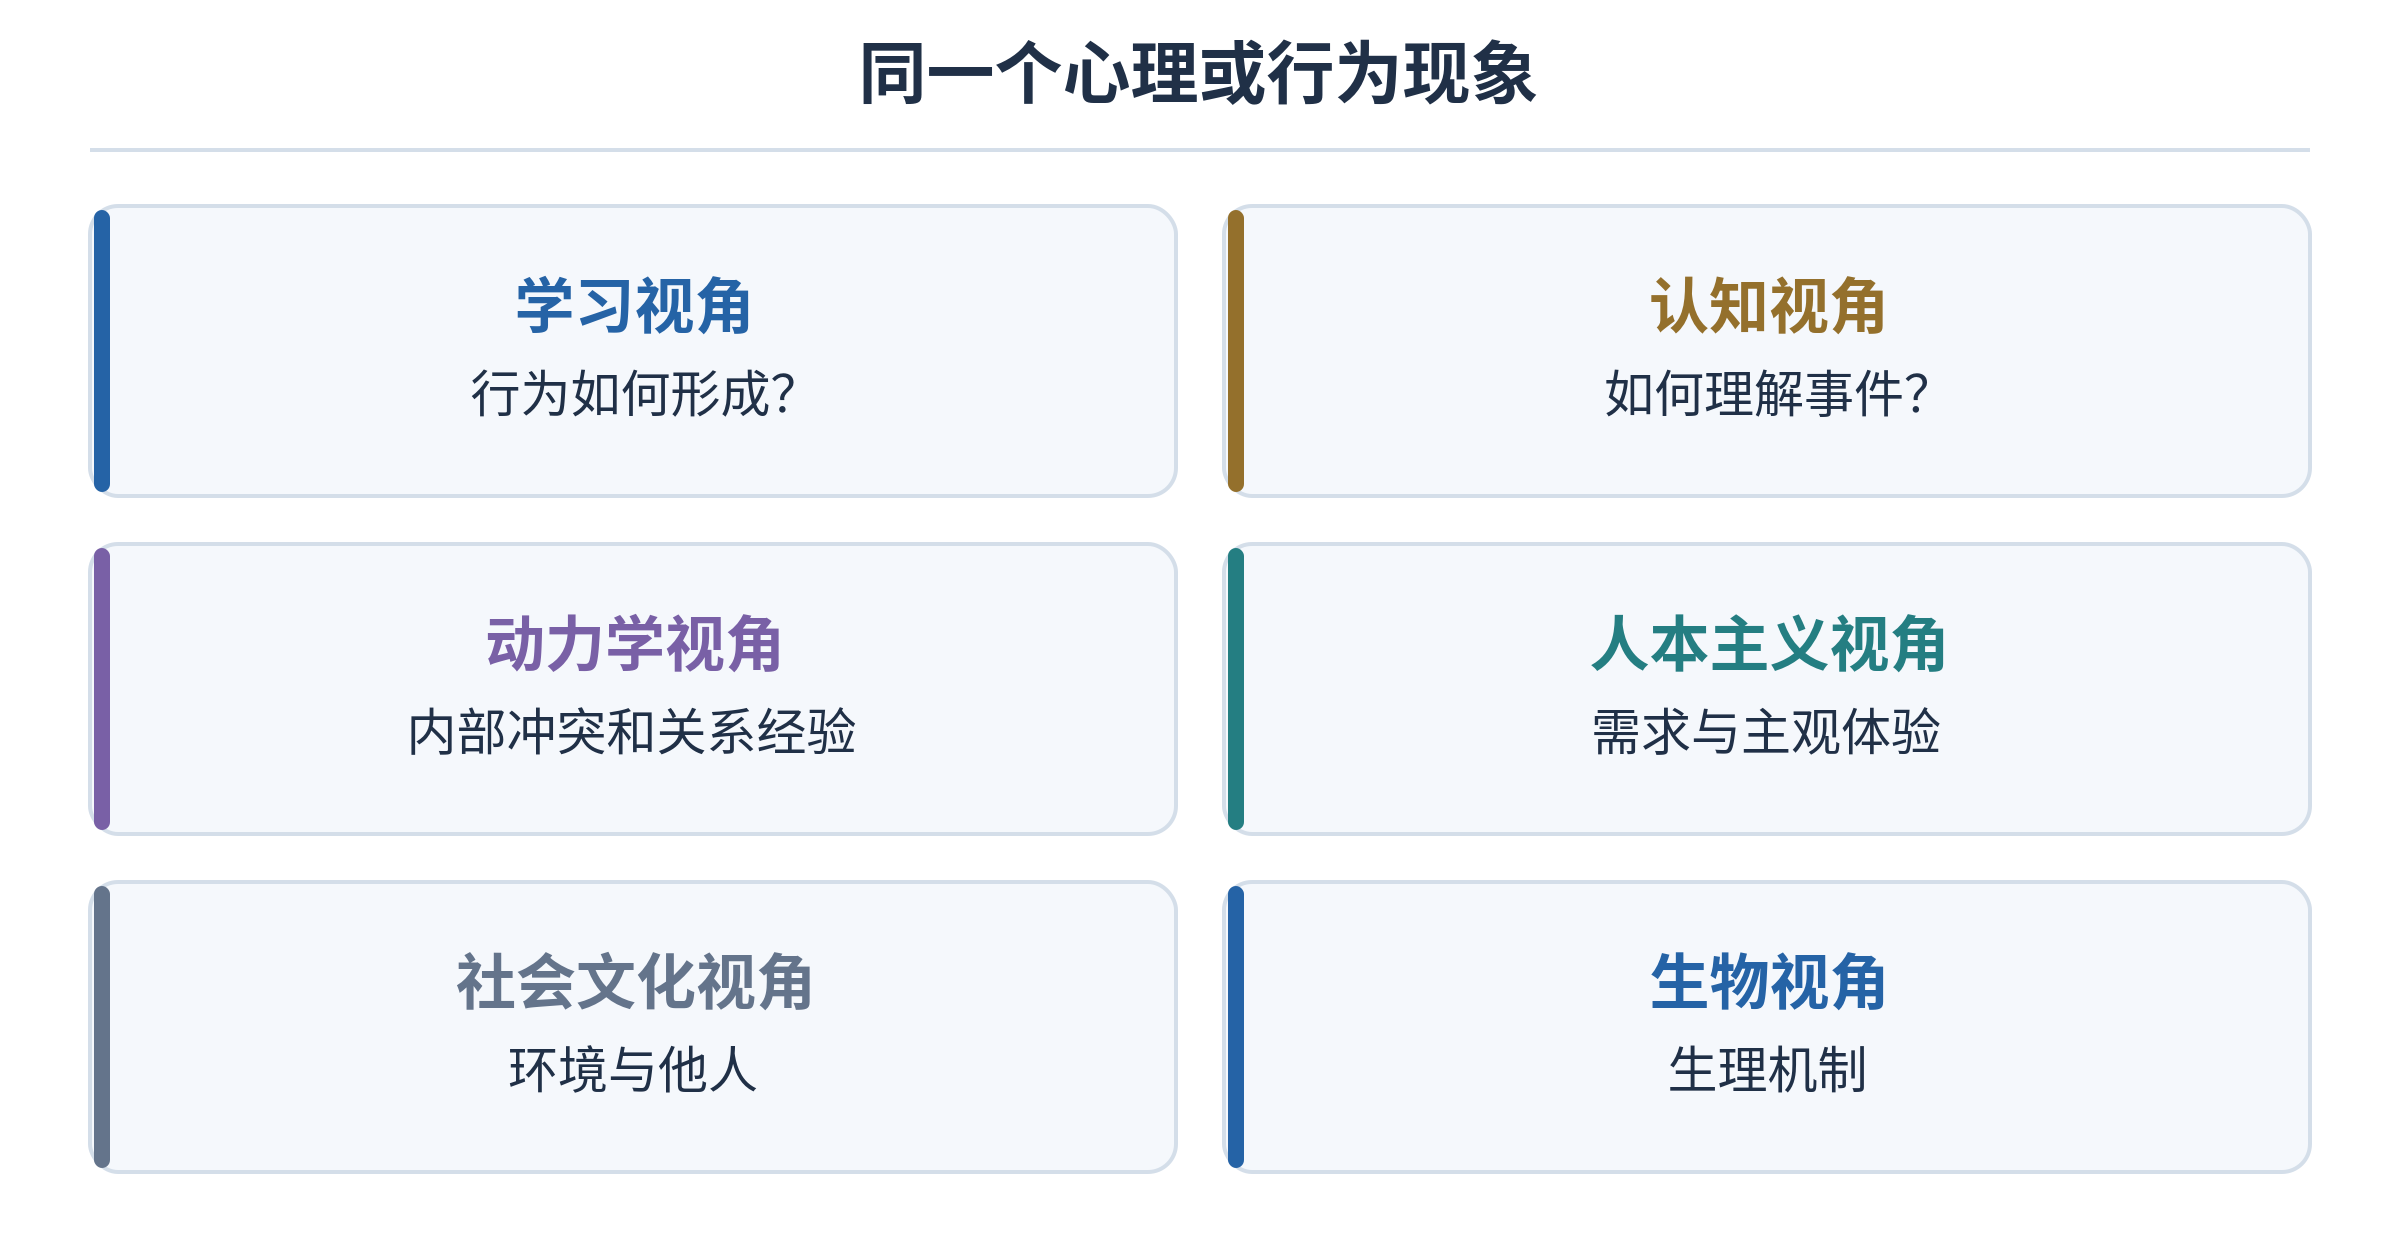 同一个心理或行为现象
学习视角
行为如何形成?
认知视角
如何理解事件?
动力学视角
内部冲突和关系经验
人本主义视角
需求与主观体验
社会文化视角
环境与他人
生物视角
生理机制